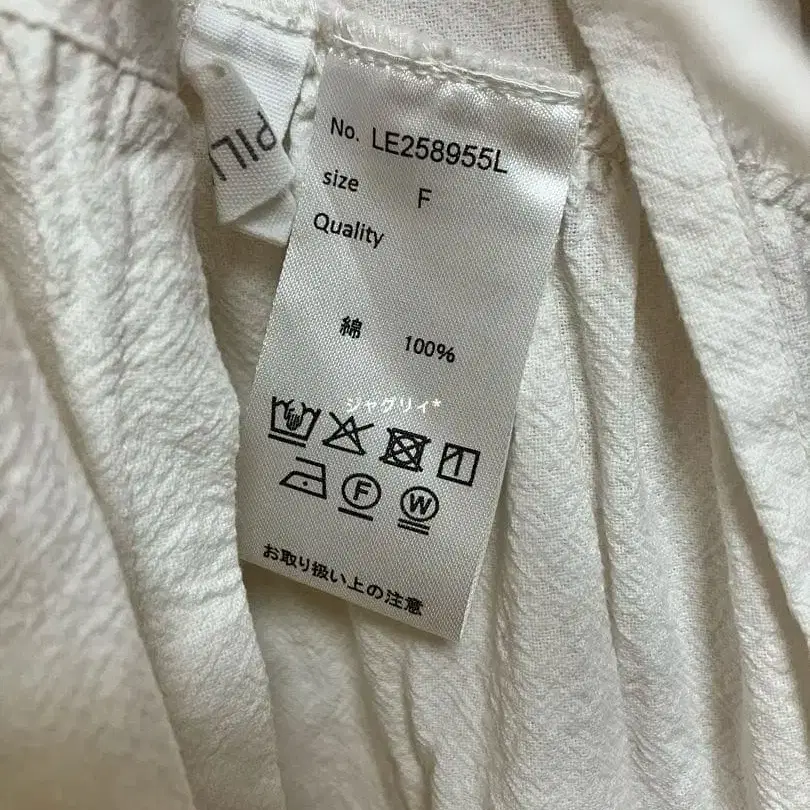 No. LE258955L
size F
Quality
綿 100%
ジャグリィ*
F W
お取り扱い上の注意